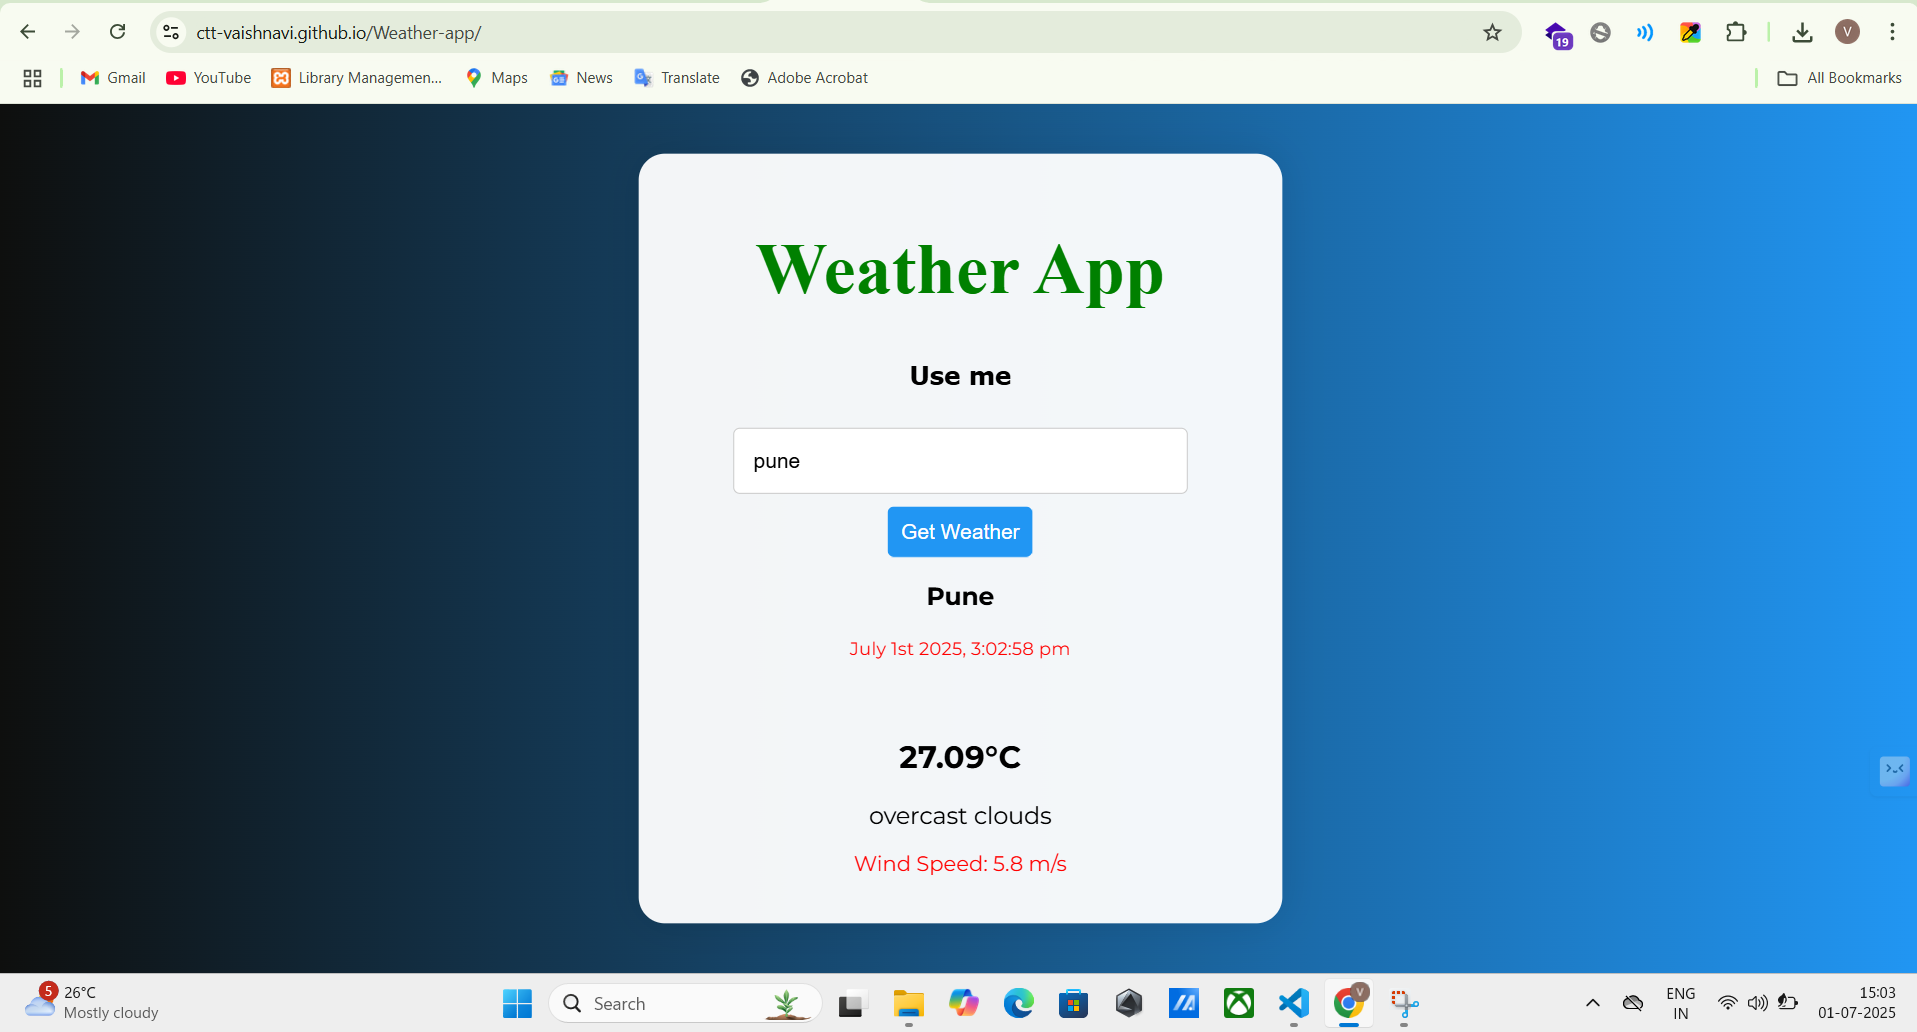 ctt-vaishnavi.github.io/Weather-app/
19
V
Gmail
YouTube
Library Managemen...
Maps
News
Translate
Adobe Acrobat
All Bookmarks
Weather App
Use me
pune
Get Weather
Pune
July 1st 2025, 3:02:58 pm
27.09°C
overcast clouds
Wind Speed: 5.8 m/s
5
26°C
Mostly cloudy
Search
V
ENG
IN
15:03
01-07-2025